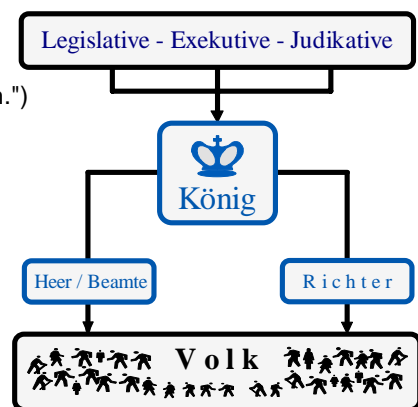 Legislative - Exekutive - Judikative
.")
König
Heer / Beamte
Richter
Volk